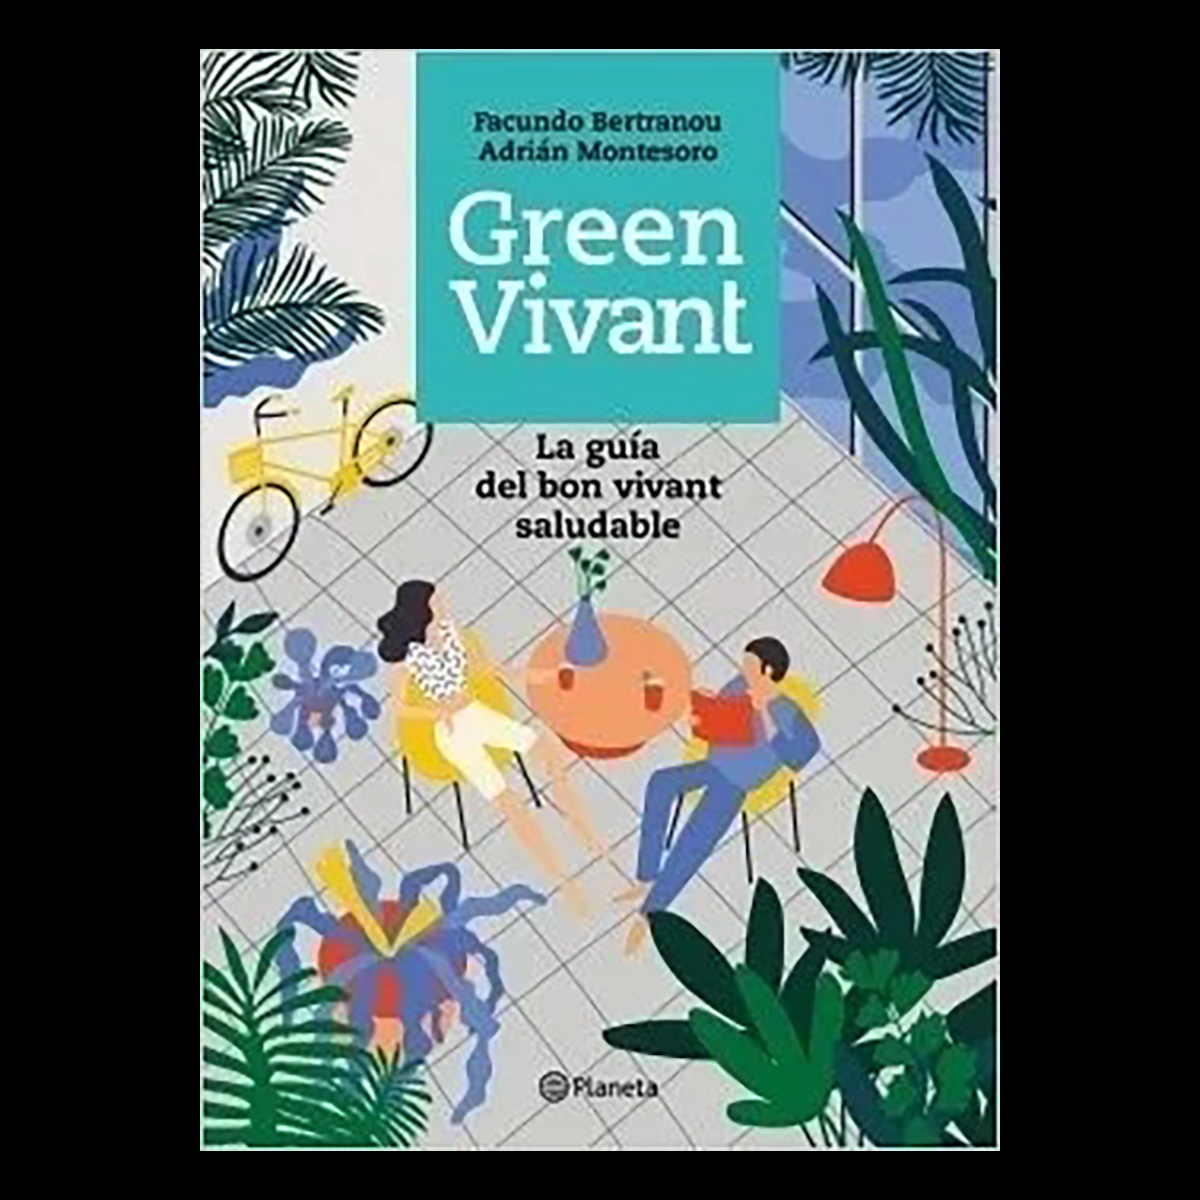 Facundo Bertranou
Adrián Montesoro
Green
Vivant
La guía
del bon vivant
saludable
Planeta